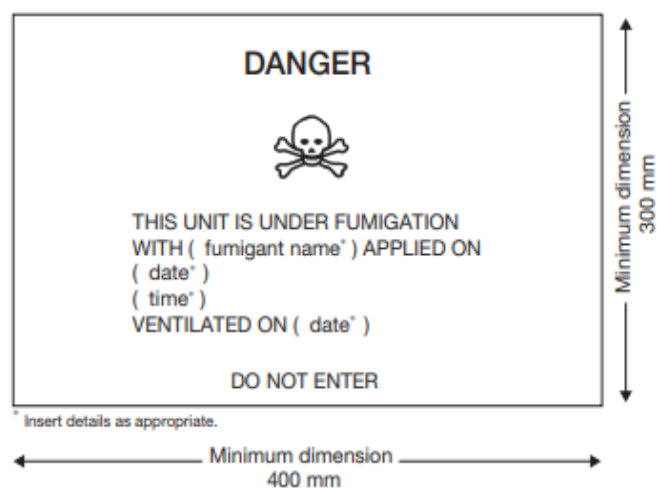 DANGER
THIS UNIT IS UNDER FUMIGATION
WITH ( fumigant name* ) APPLIED ON
( date* )
( time* )
VENTILATED ON ( date* )
DO NOT ENTER
* Insert details as appropriate.
Minimum dimension
400 mm
Minimum dimension
300 mm